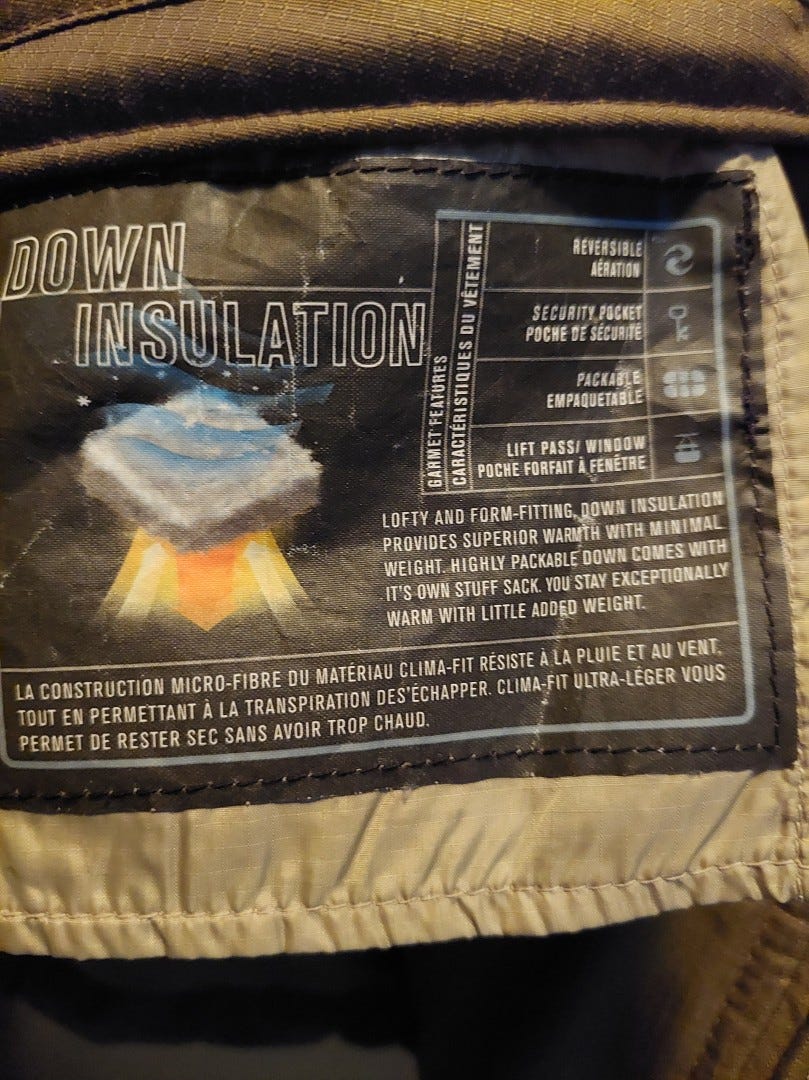 DOWN
INSULATION
GARMET FEATURES
CARACTÉRISTIQUES DU VÊTEMENT
REVERSIBLE
AÉRATION
SECURITY POCKET
POCHE DE SÉCURITÉ
PACKABLE
EMPAQUETABLE
LIFT PASS/ WINDOW
POCHE FORFAIT À FENÊTRE
LOFTY AND FORM-FITTING, DOWN INSULATION
PROVIDES SUPERIOR WARMTH WITH MINIMAL
WEIGHT. HIGHLY PACKABLE DOWN COMES WITH
IT'S OWN STUFF SACK. YOU STAY EXCEPTIONALLY
WARM WITH LITTLE ADDED WEIGHT.
LA CONSTRUCTION MICRO-FIBRE DU MATÉRIAU CLIMA-FIT RÉSISTE À LA PLUIE ET AU VENT,
TOUT EN PERMETTANT À LA TRANSPIRATION DES'ÉCHAPPER. CLIMA-FIT ULTRA-LÉGER VOUS
PERMET DE RESTER SEC SANS AVOIR TROP CHAUD.